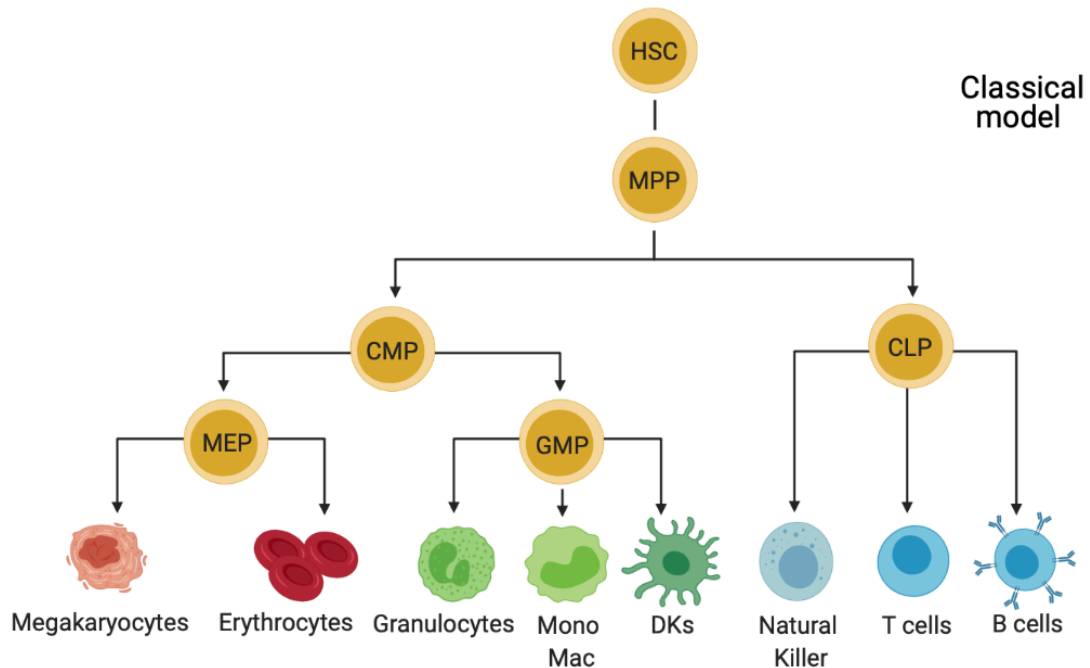 HSC
Classical
model
MPP
CMP
CLP
MEP
GMP
Megakaryocytes
Erythrocytes
Granulocytes
Mono
Mac
DKs
Natural
Killer
T cells
B cells